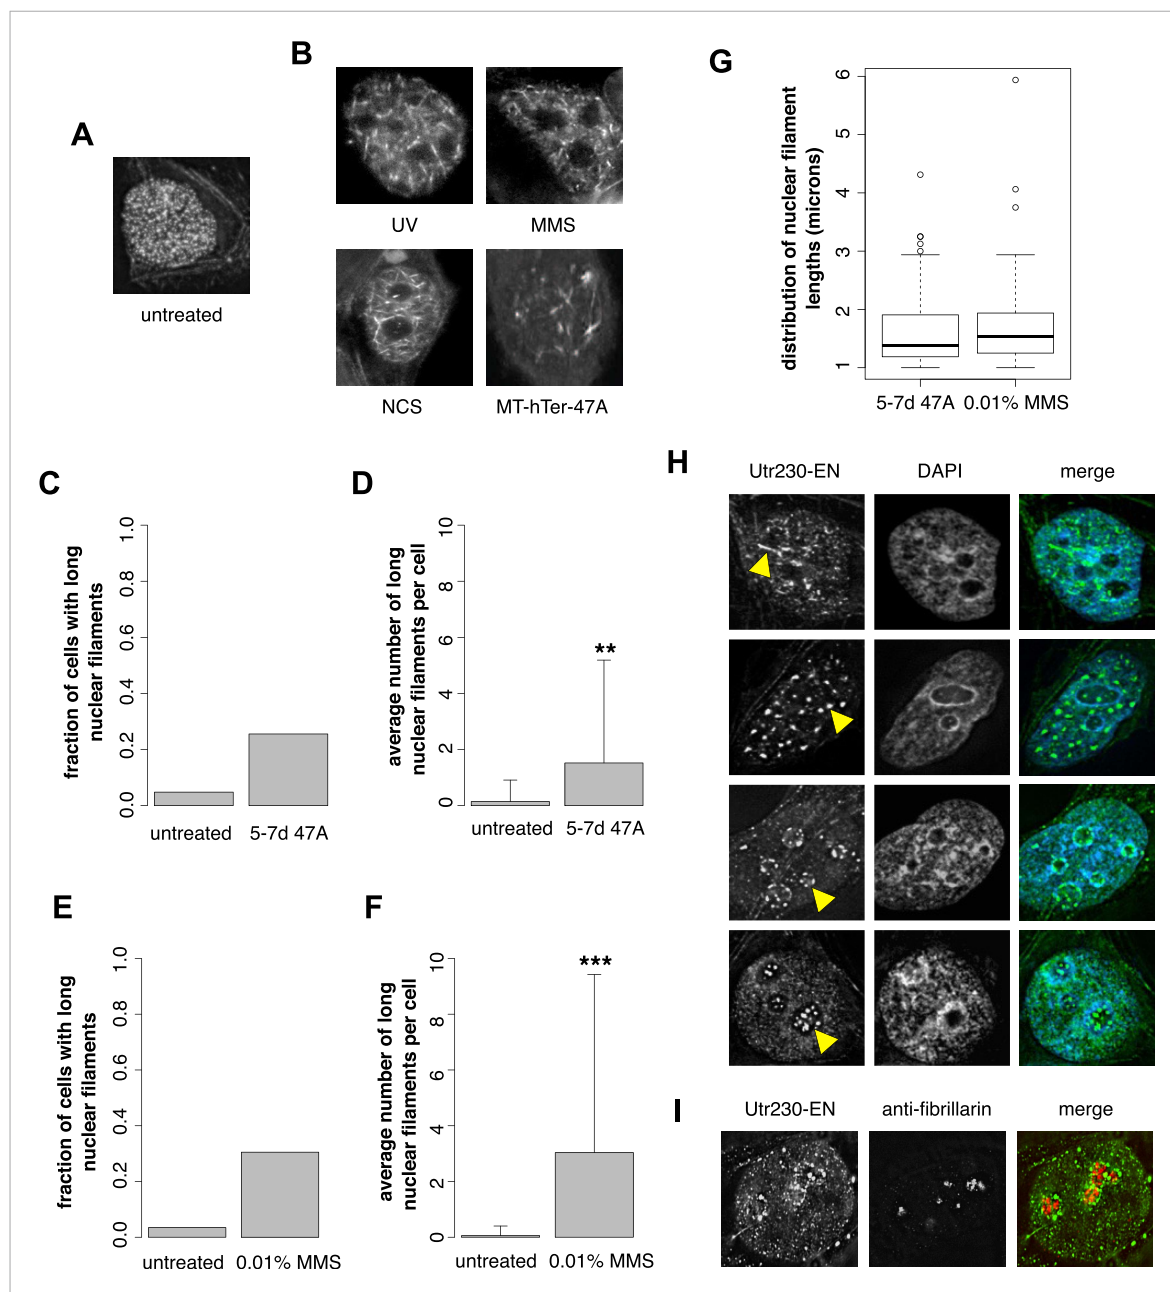 A
untreated
B
UV
MMS
NCS
MT-hTer-47A
G
distribution of nuclear filament
lengths (microns)
6
5
4
3
2
1
5-7d 47A
0.01% MMS
C
fraction of cells with long
nuclear filaments
1.0
0.8
0.6
0.4
0.2
0.0
untreated
5-7d 47A
D
average number of long
nuclear filaments per cell
10
8
6
4
2
0
**
untreated
5-7d 47A
E
fraction of cells with long
nuclear filaments
1.0
0.8
0.6
0.4
0.2
0.0
untreated
0.01% MMS
F
average number of long
nuclear filaments per cell
10
8
6
4
2
0
***
untreated
0.01% MMS
H
Utr230-EN
DAPI
merge
I
Utr230-EN
anti-fibrillarin
merge